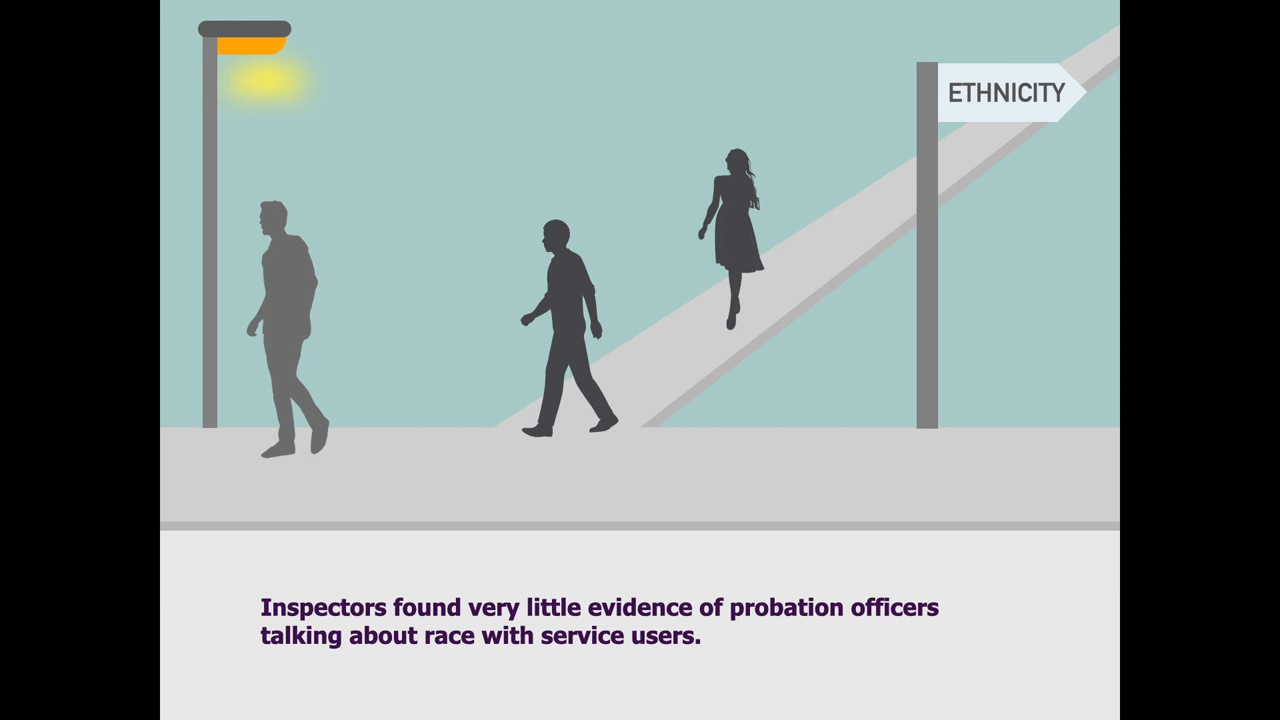 ETHNICITY
Inspectors found very little evidence of probation officers
talking about race with service users.